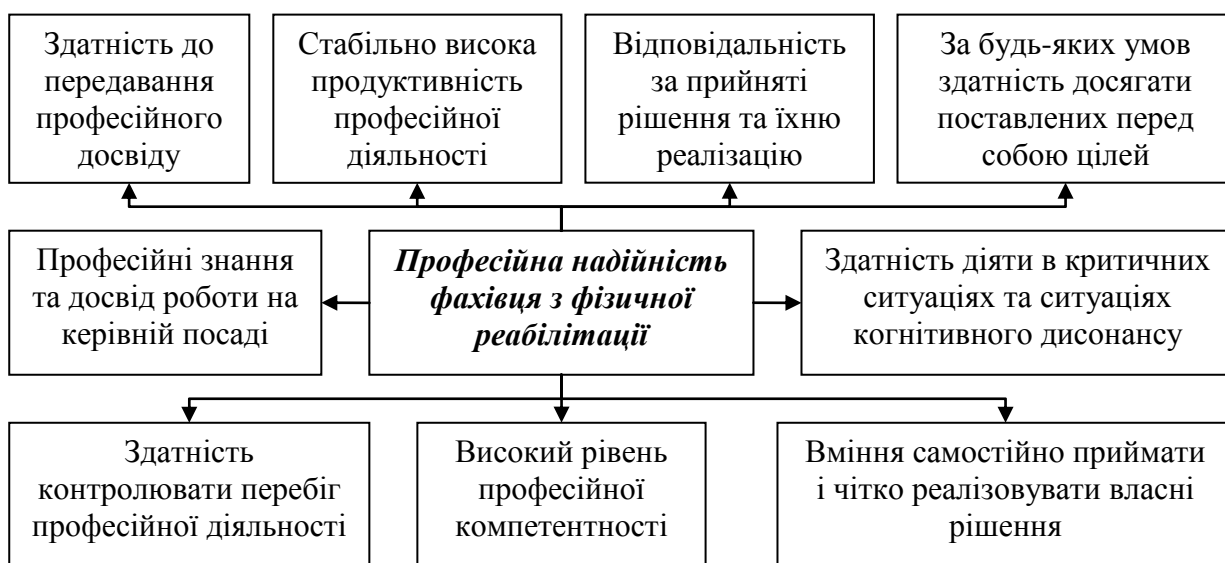 Здатність до
передавання
професійного
досвіду
Стабільно висока
продуктивність
професійної
діяльності
Відповідальність
за прийняті
рішення та їхню
реалізацію
За будь-яких умов
здатність досягати
поставлених перед
собою цілей
Професійні знання
та досвід роботи на
керівній посаді
Професійна надійність
фахівця з фізичної
реабілітації
Здатність діяти в критичних
ситуаціях та ситуаціях
когнітивного дисонансу
Здатність
контролювати перебіг
професійної діяльності
Високий рівень
професійної
компетентності
Вміння самостійно приймати
і чітко реалізовувати власні
рішення